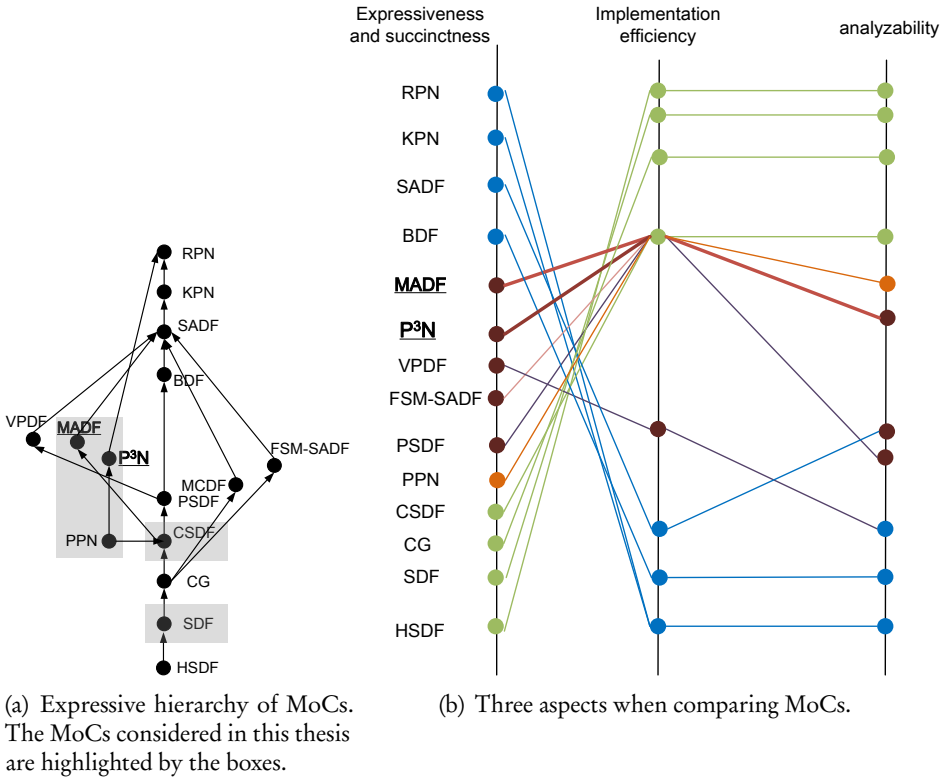 RPN
KPN
SADF
BDF
VPDF
MADF
P³N
FSM-SADF
MCDF
PSDF
PPN
CSDF
CG
SDF
HSDF
(a) Expressive hierarchy of MoCs.
The MoCs considered in this thesis
are highlighted by the boxes.
Expressiveness
and succinctness
Implementation
efficiency
analyzability
RPN
KPN
SADF
BDF
MADF
P³N
VPDF
FSM-SADF
PSDF
PPN
CSDF
CG
SDF
HSDF
(b) Three aspects when comparing MoCs.